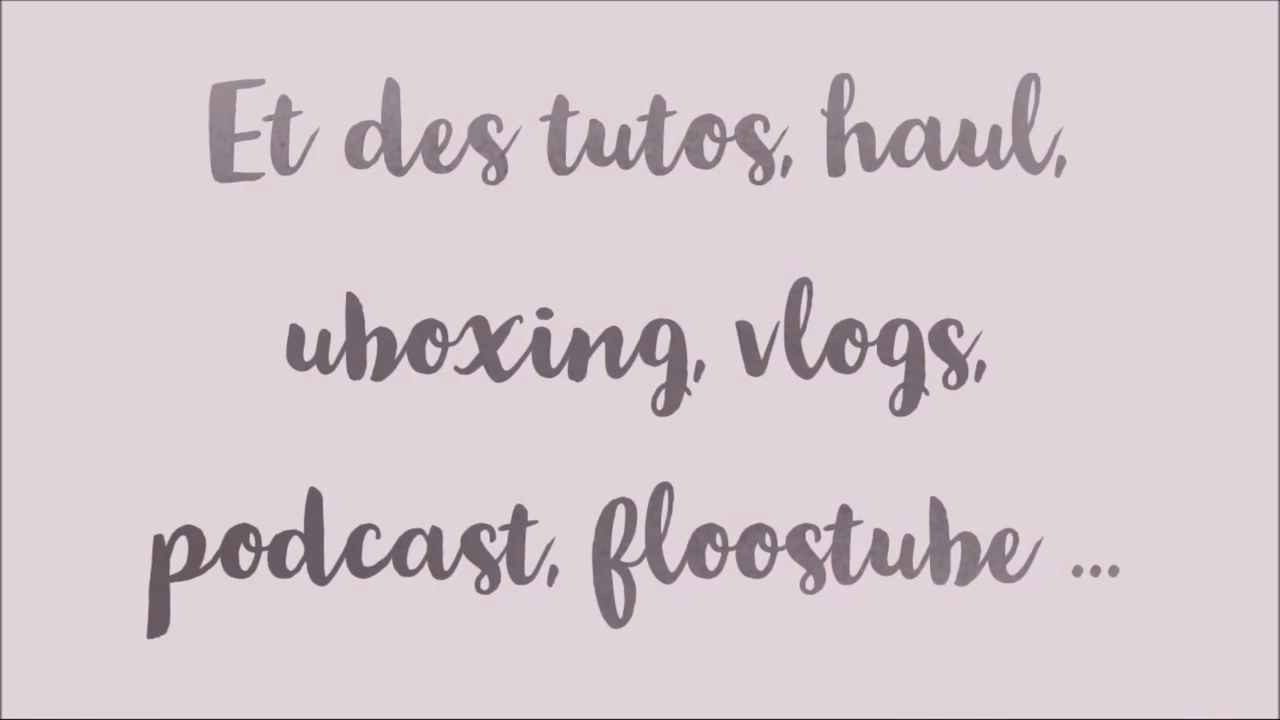 Et des tutos, haul,
uboxing, vlogs,
podcast, floostube ...